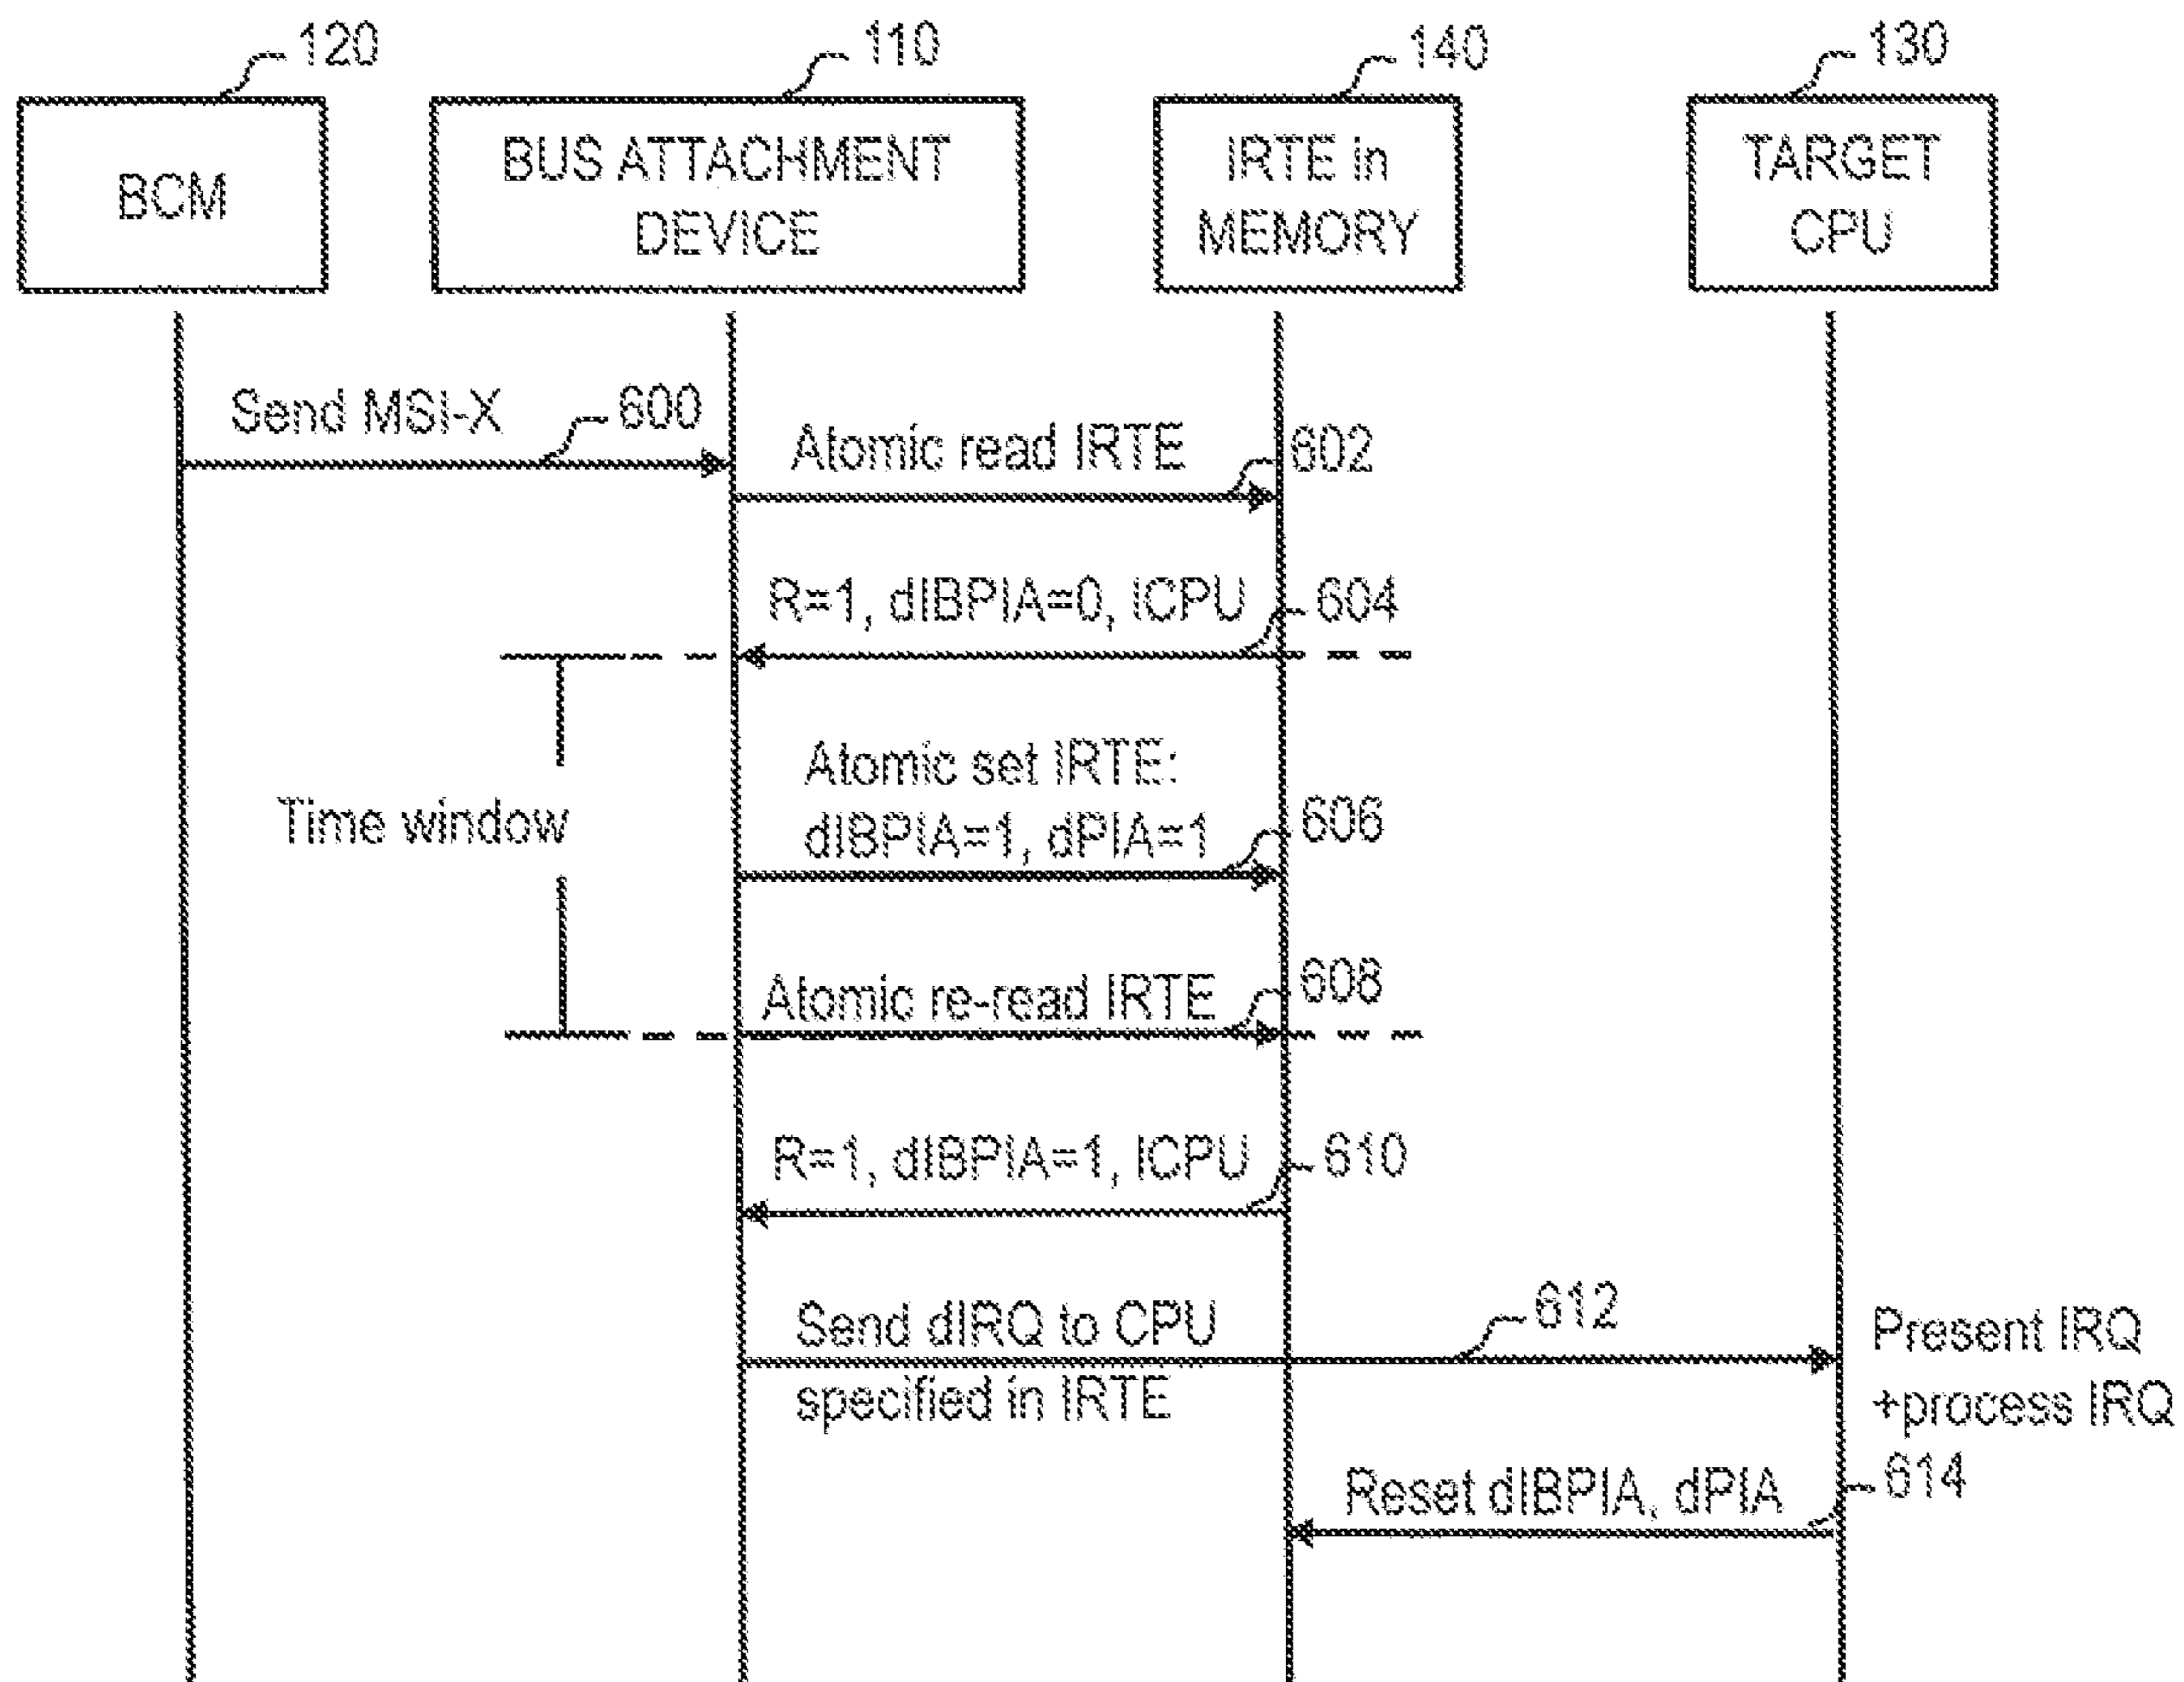 120
110
140
130
BCM
BUS ATTACHMENT
DEVICE
IRTE in
MEMORY
TARGET
CPU
Send MSI-X
600
Atomic read IRTE
602
R=1, dIBPIA=0, ICPU
604
Time window
Atomic set IRTE:
dIBPIA=1, dPIA=1
606
Atomic re-read IRTE
608
R=1, dIBPIA=1, ICPU
610
Send dIRQ to CPU
specified in IRTE
612
Present IRQ
+process IRQ
Reset dIBPIA, dPIA
614